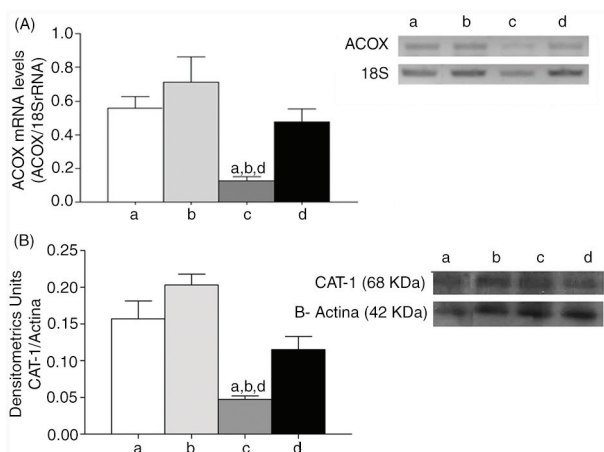 (A)
ACOX mRNA levels
(ACOX/18SrRNA)
1.0
0.8
0.6
0.4
0.2
0.0
a,b,d
a b c d
a b c d
ACOX
18S
(B)
Densitometrics Units
CAT-1/Actina
0.25
0.20
0.15
0.10
0.05
0.00
a,b,d
a b c d
a b c d
CAT-1 (68 KDa)
B- Actina (42 KDa)